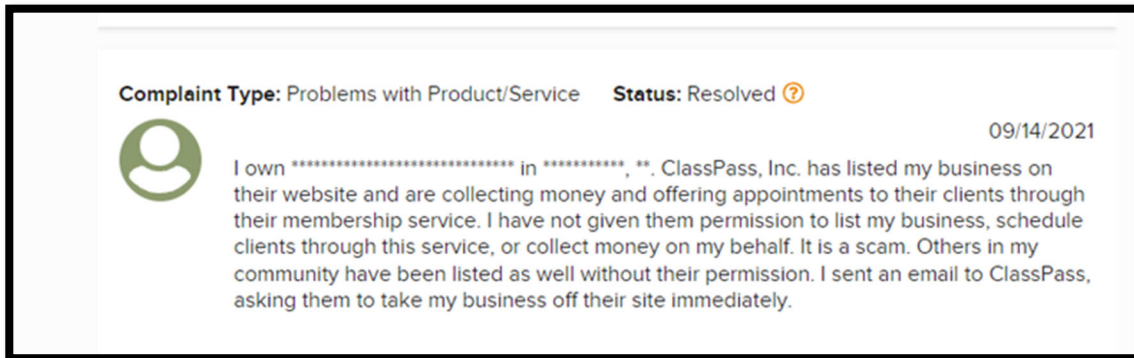 Complaint Type: Problems with Product/Service Status: Resolved ?
09/14/2021
I own ****************************** in ***********, **. ClassPass, Inc. has listed my business on
their website and are collecting money and offering appointments to their clients through
their membership service. I have not given them permission to list my business, schedule
clients through this service, or collect money on my behalf. It is a scam. Others in my
community have been listed as well without their permission. I sent an email to ClassPass,
asking them to take my business off their site immediately.